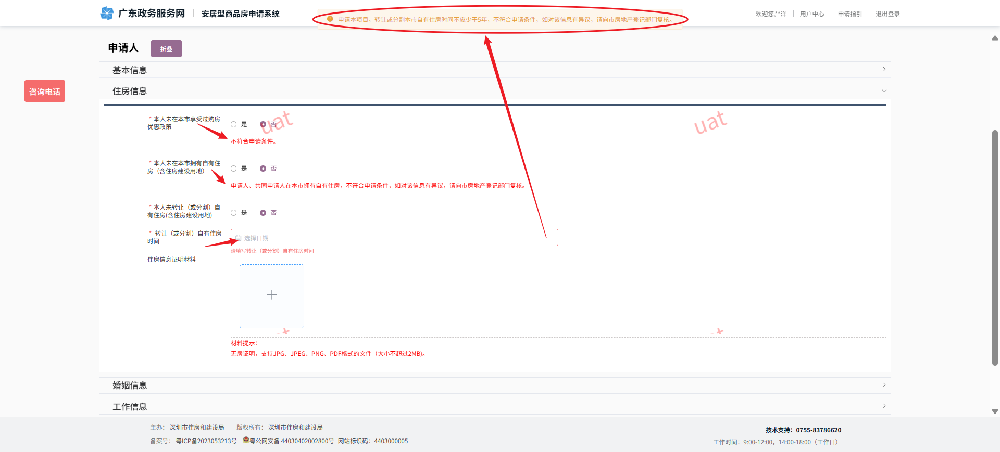 广东政务服务网
安居型商品房申请系统
申请本项目，转让或分割本市自有住房时间不应少于5年，不符合申请条件，如对该信息有异议，请向市房地产登记部门复核。
欢迎您,**洋
用户中心
申请指引
退出登录
申请人
折叠
基本信息
咨询电话
住房信息
* 本人未在本市享受过购房
优惠政策
是
否
uat
uat
不符合申请条件。
* 本人未在本市拥有自有住
房（含住房建设用地）
是
否
申请人、共同申请人在本市拥有自有住房，不符合申请条件，如对该信息有异议，请向市房地产登记部门复核。
* 本人未转让（或分割）自
有住房(含住房建设用地)
是
否
* 转让（或分割）自有住房
时间
选择日期
请填写转让（或分割）自有住房时间
住房信息证明材料
uat
uat
材料提示：
无房证明，支持JPG、JPEG、PNG、PDF格式的文件（大小不超过2MB)。
婚姻信息
工作信息
主办： 深圳市住房和建设局 版权所有： 深圳市住房和建设局
备案号： 粤ICP备2023053213号 粤公网安备 44030402002800号 网站标识码：4403000005
技术支持：0755-83786620
工作时间：9:00-12:00，14:00-18:00（工作日）